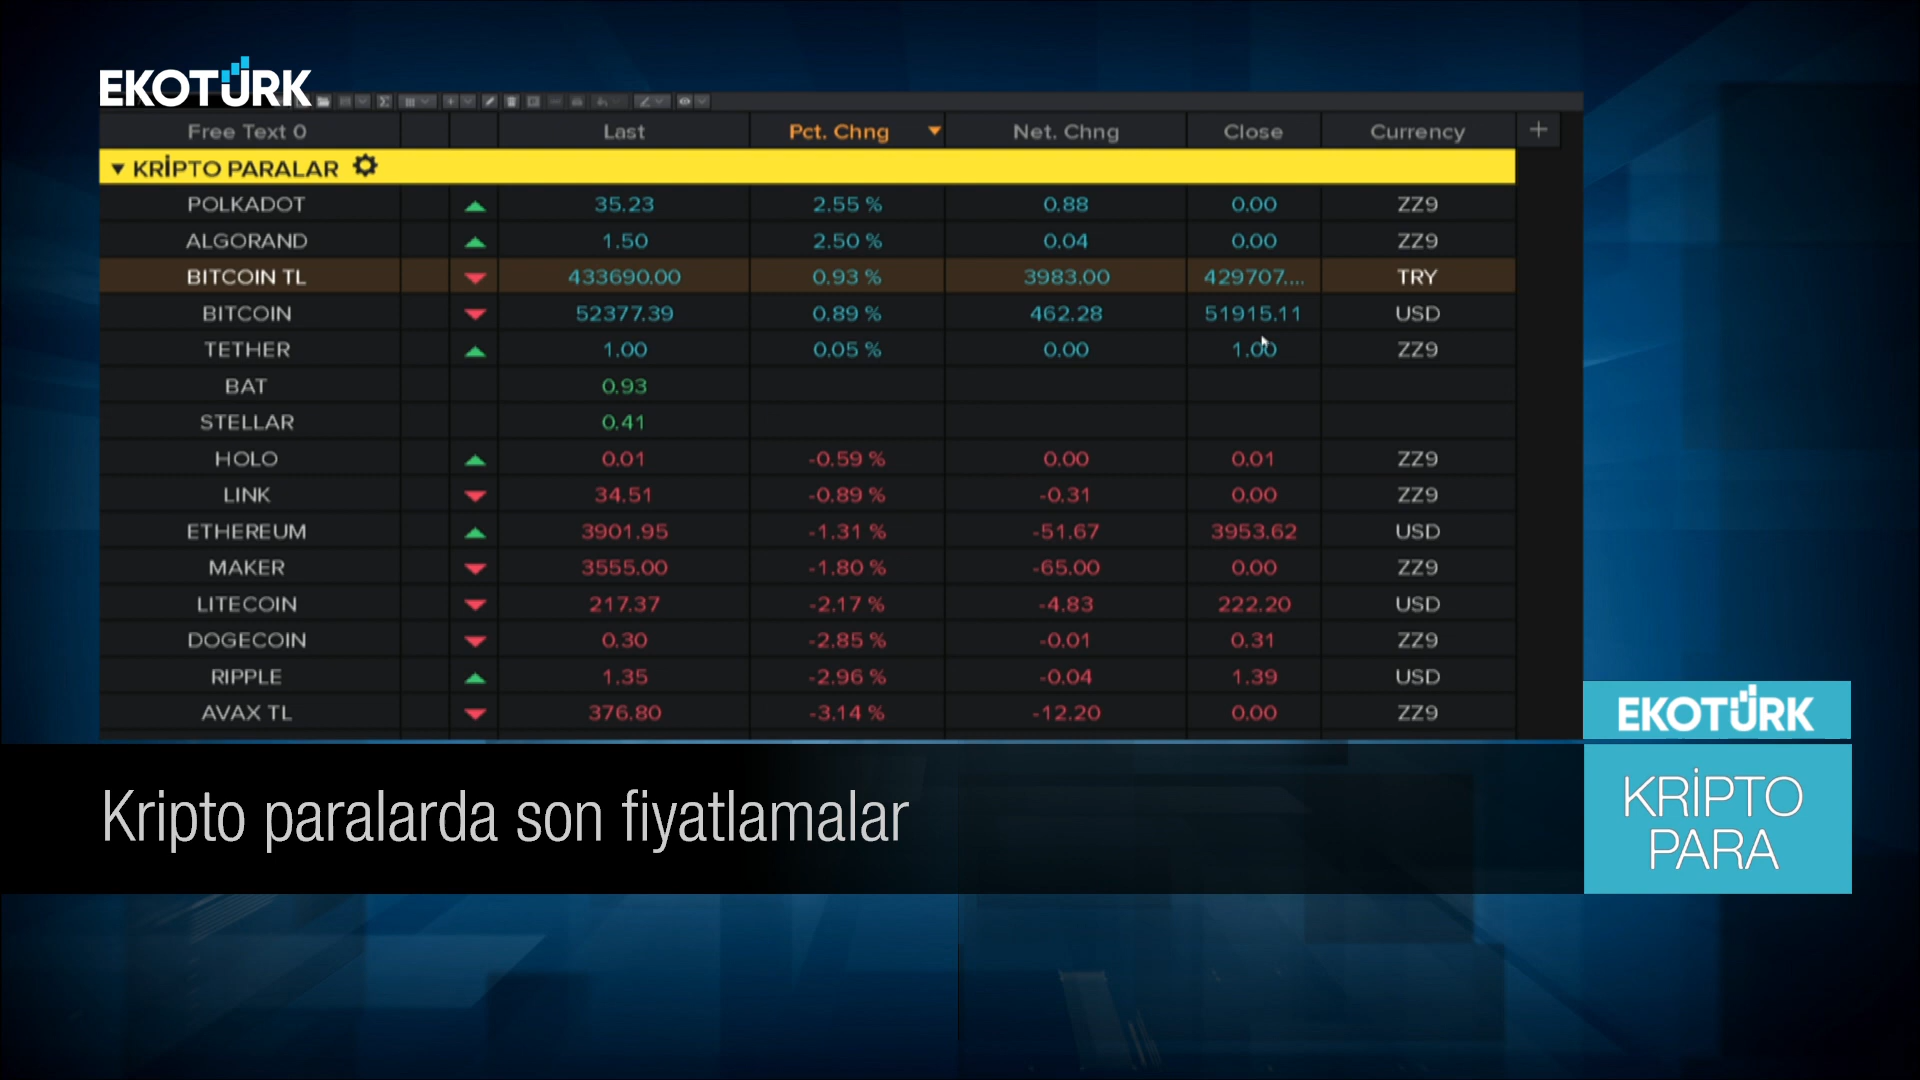 EKOTÜRK
Free Text 0 Last Pct. Chng Net. Chng Close Currency +
KRİPTO PARALAR
POLKADOT 35.23 2.55 % 0.88 0.00 ZZ9
ALGORAND 1.50 2.50 % 0.04 0.00 ZZ9
BITCOIN TL 433690.00 0.93 % 3983.00 429707.... TRY
BITCOIN 52377.39 0.89 % 462.28 51915.11 USD
TETHER 1.00 0.05 % 0.00 1.00 ZZ9
BAT 0.93
STELLAR 0.41
HOLO 0.01 -0.59 % 0.00 0.01 ZZ9
LINK 34.51 -0.89 % -0.31 0.00 ZZ9
ETHEREUM 3901.95 -1.31 % -51.67 3953.62 USD
MAKER 3555.00 -1.80 % -65.00 0.00 ZZ9
LITECOIN 217.37 -2.17 % -4.83 222.20 USD
DOGECOIN 0.30 -2.85 % -0.01 0.31 ZZ9
RIPPLE 1.35 -2.96 % -0.04 1.39 USD
AVAX TL 376.80 -3.14 % -12.20 0.00 ZZ9
EKOTÜRK
Kripto paralarda son fiyatlamalar
KRİPTO
PARA